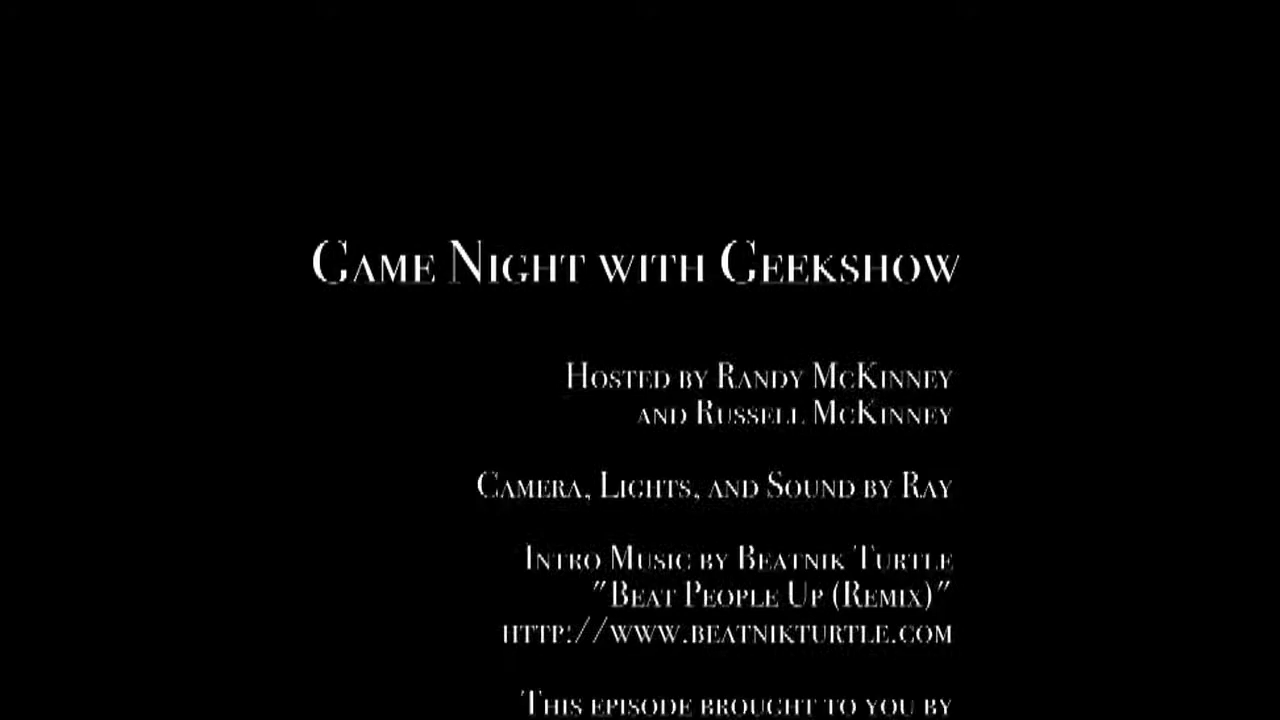 Game Night with Geekshow
Hosted by Randy McKinney
and Russell McKinney
Camera, Lights, and Sound by Ray
Intro Music by Beatnik Turtle
"Beat People Up (Remix)"
http://www.beatnikturtle.com
This episode brought to you by